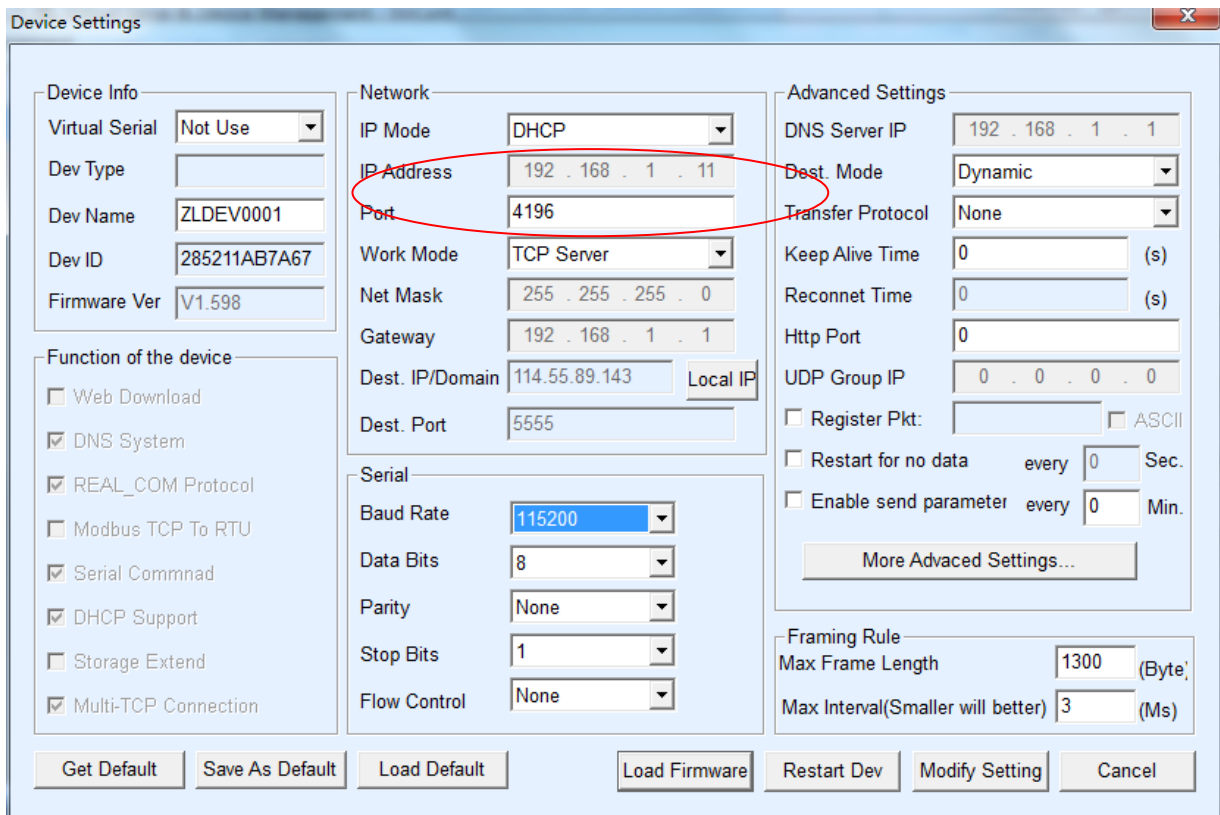 Device Settings
Device Info
Virtual Serial Not Use
Dev Type
Dev Name ZLDEV0001
Dev ID 285211AB7A67
Firmware Ver V1.598
Function of the device
Web Download
DNS System
REAL_COM Protocol
Modbus TCP To RTU
Serial Commnad
DHCP Support
Storage Extend
Multi-TCP Connection
Network
IP Mode DHCP
IP Address 192 . 168 . 1 . 11
Port 4196
Work Mode TCP Server
Net Mask 255 . 255 . 255 . 0
Gateway 192 . 168 . 1 . 1
Dest. IP/Domain 114.55.89.143 Local IP
Dest. Port 5555
Serial
Baud Rate 115200
Data Bits 8
Parity None
Stop Bits 1
Flow Control None
Advanced Settings
DNS Server IP 192 . 168 . 1 . 1
Dest. Mode Dynamic
Transfer Protocol None
Keep Alive Time 0 (s)
Reconnet Time 0 (s)
Http Port 0
UDP Group IP 0 . 0 . 0 . 0
Register Pkt: ASCII
Restart for no data every 0 Sec.
Enable send parameter every 0 Min.
More Advaced Settings...
Framing Rule
Max Frame Length 1300 (Byte)
Max Interval(Smaller will better) 3 (Ms)
Get Default Save As Default Load Default Load Firmware Restart Dev Modify Setting Cancel